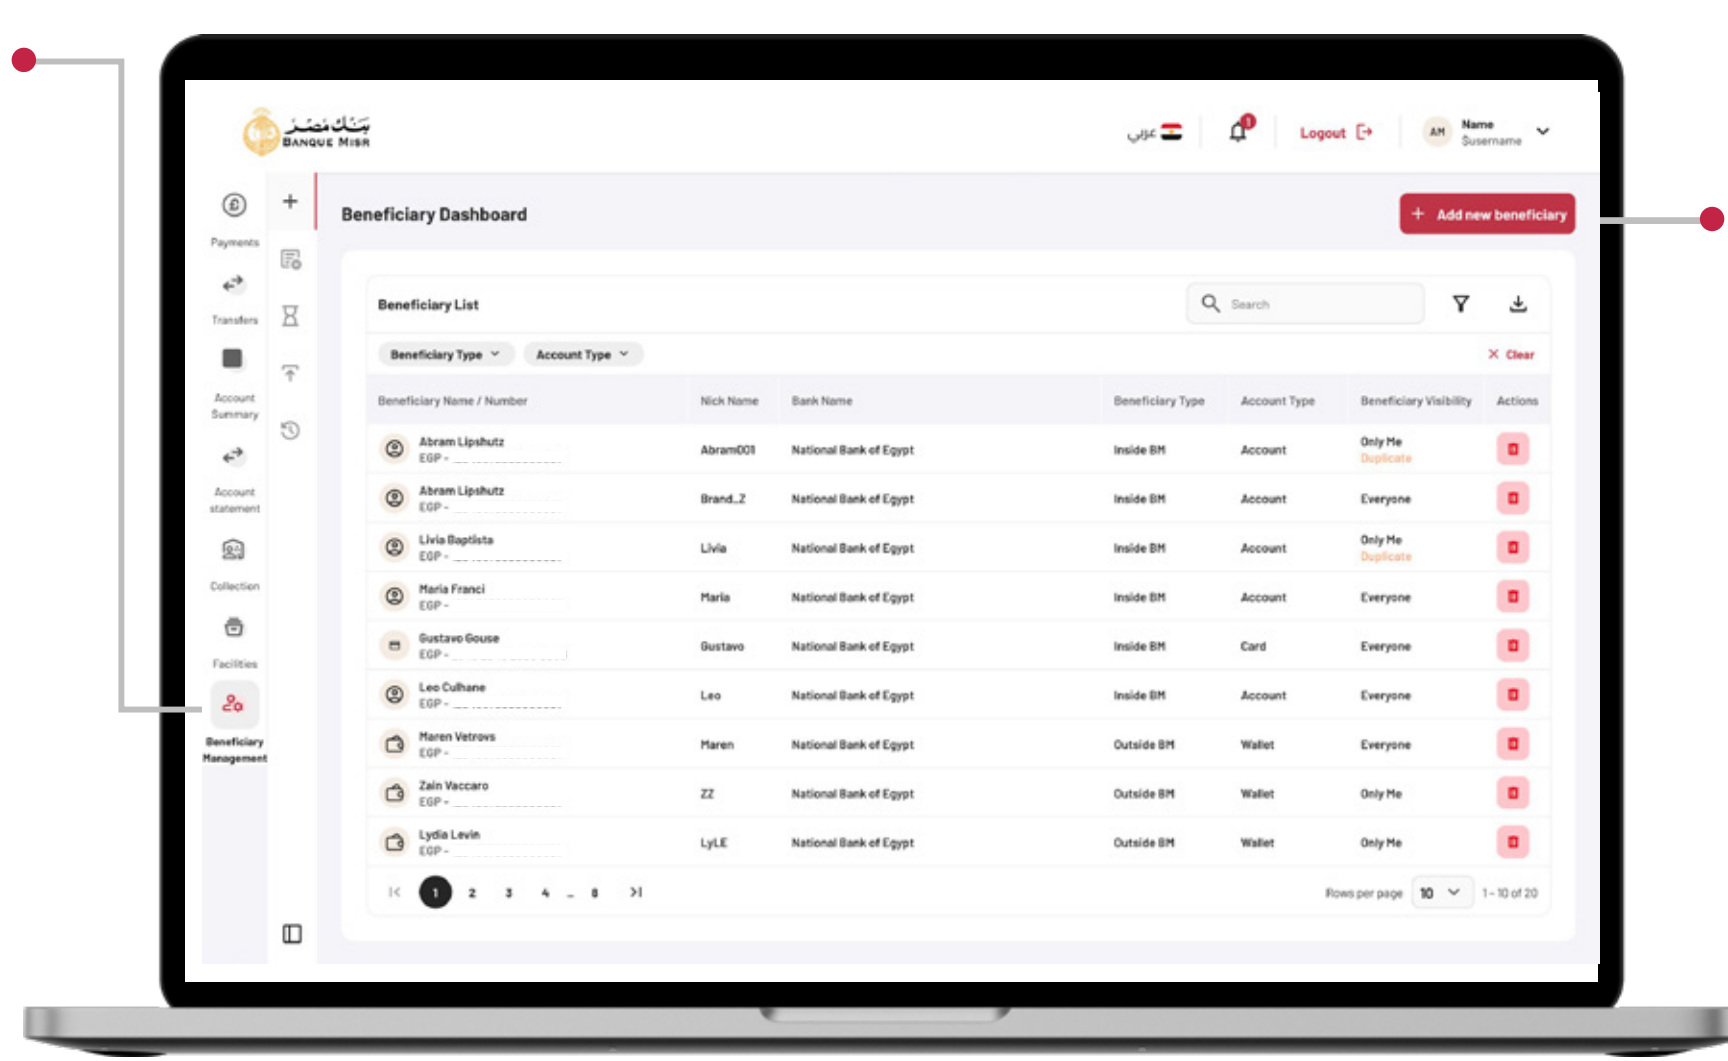 بنك مصر
BANQUE MISR
عربي
1
Logout
AM
Name
$username
Payments
Transfers
Account
Summary
Account
statement
Collection
Facilities
Beneficiary
Management
Beneficiary Dashboard
+ Add new beneficiary
Beneficiary List
Search
Beneficiary Type
Account Type
Clear
Beneficiary Name / Number Nick Name Bank Name Beneficiary Type Account Type Beneficiary Visibility Actions
Abram Lipshutz
EGP -
Abram001 National Bank of Egypt Inside BM Account Only Me
Duplicate
Abram Lipshutz
EGP -
Brand_Z National Bank of Egypt Inside BM Account Everyone
Livia Baptista
EGP -
Livia National Bank of Egypt Inside BM Account Only Me
Duplicate
Maria Franci
EGP -
Maria National Bank of Egypt Inside BM Account Everyone
Gustavo Gouse
EGP -
Gustavo National Bank of Egypt Inside BM Card Everyone
Leo Culhane
EGP -
Leo National Bank of Egypt Inside BM Account Everyone
Maren Vetrovs
EGP -
Maren National Bank of Egypt Outside BM Wallet Everyone
Zain Vaccaro
EGP -
ZZ National Bank of Egypt Outside BM Wallet Only Me
Lydia Levin
EGP -
LyLE National Bank of Egypt Outside BM Wallet Only Me
1 2 3 4 … 8
Rows per page 10 1-10 of 20